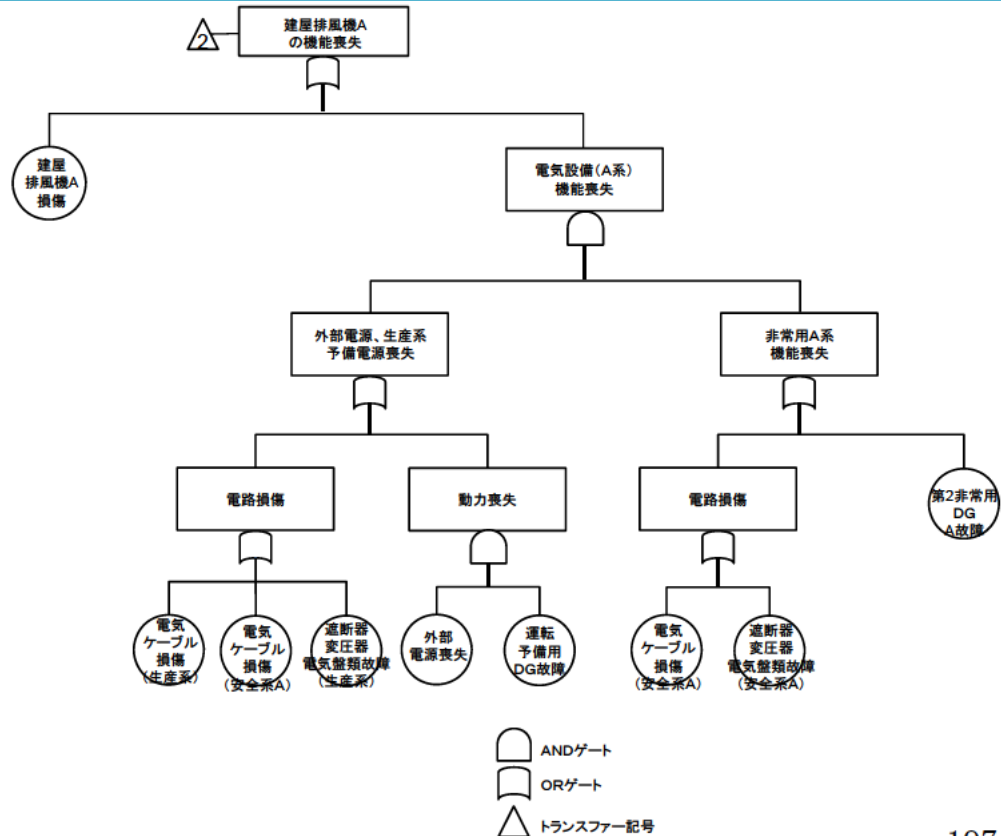 2
建屋排風機A
の機能喪失
建屋
排風機A
損傷
電気設備(A系)
機能喪失
外部電源、生産系
予備電源喪失
非常用A系
機能喪失
電路損傷
動力喪失
電路損傷
第2非常用
DG
A故障
電気
ケーブル
損傷
(生産系)
電気
ケーブル
損傷
(安全系A)
遮断器
変圧器
電気盤類故障
(生産系)
外部
電源喪失
運転
予備用
DG故障
電気
ケーブル
損傷
(安全系A)
遮断器
変圧器
電気盤類故障
(安全系A)
ANDゲート
ORゲート
トランスファー記号